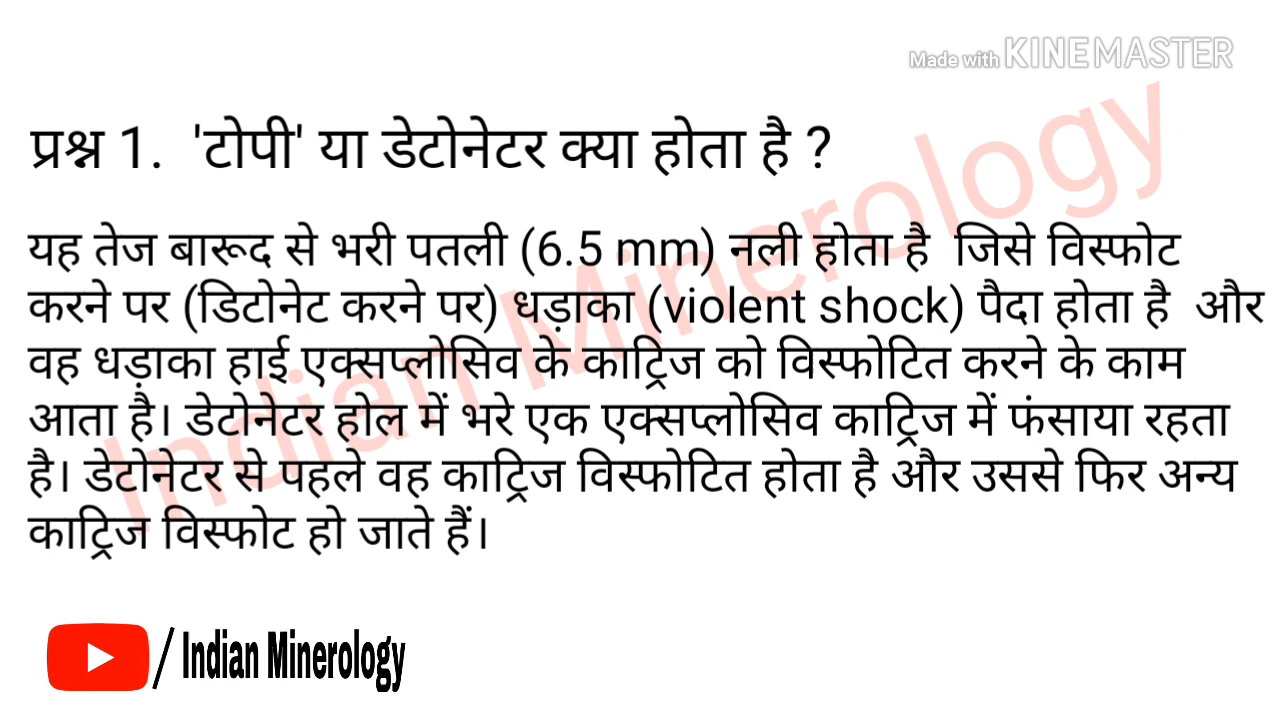 Made with KINEMASTER
प्रश्न 1. 'टोपी' या डेटोनेटर क्या होता है ?
यह तेज बारूद से भरी पतली (6.5 mm) नली होता है जिसे विस्फोट
करने पर (डिटोनेट करने पर) धड़ाका (violent shock) पैदा होता है और
वह धड़ाका हाई एक्सप्लोसिव के काट्रिज को विस्फोटित करने के काम
आता है। डेटोनेटर होल में भरे एक एक्सप्लोसिव काट्रिज में फंसाया रहता
है। डेटोनेटर से पहले वह काट्रिज विस्फोटित होता है और उससे फिर अन्य
काट्रिज विस्फोट हो जाते हैं।
Indian Minerology
/ Indian Minerology